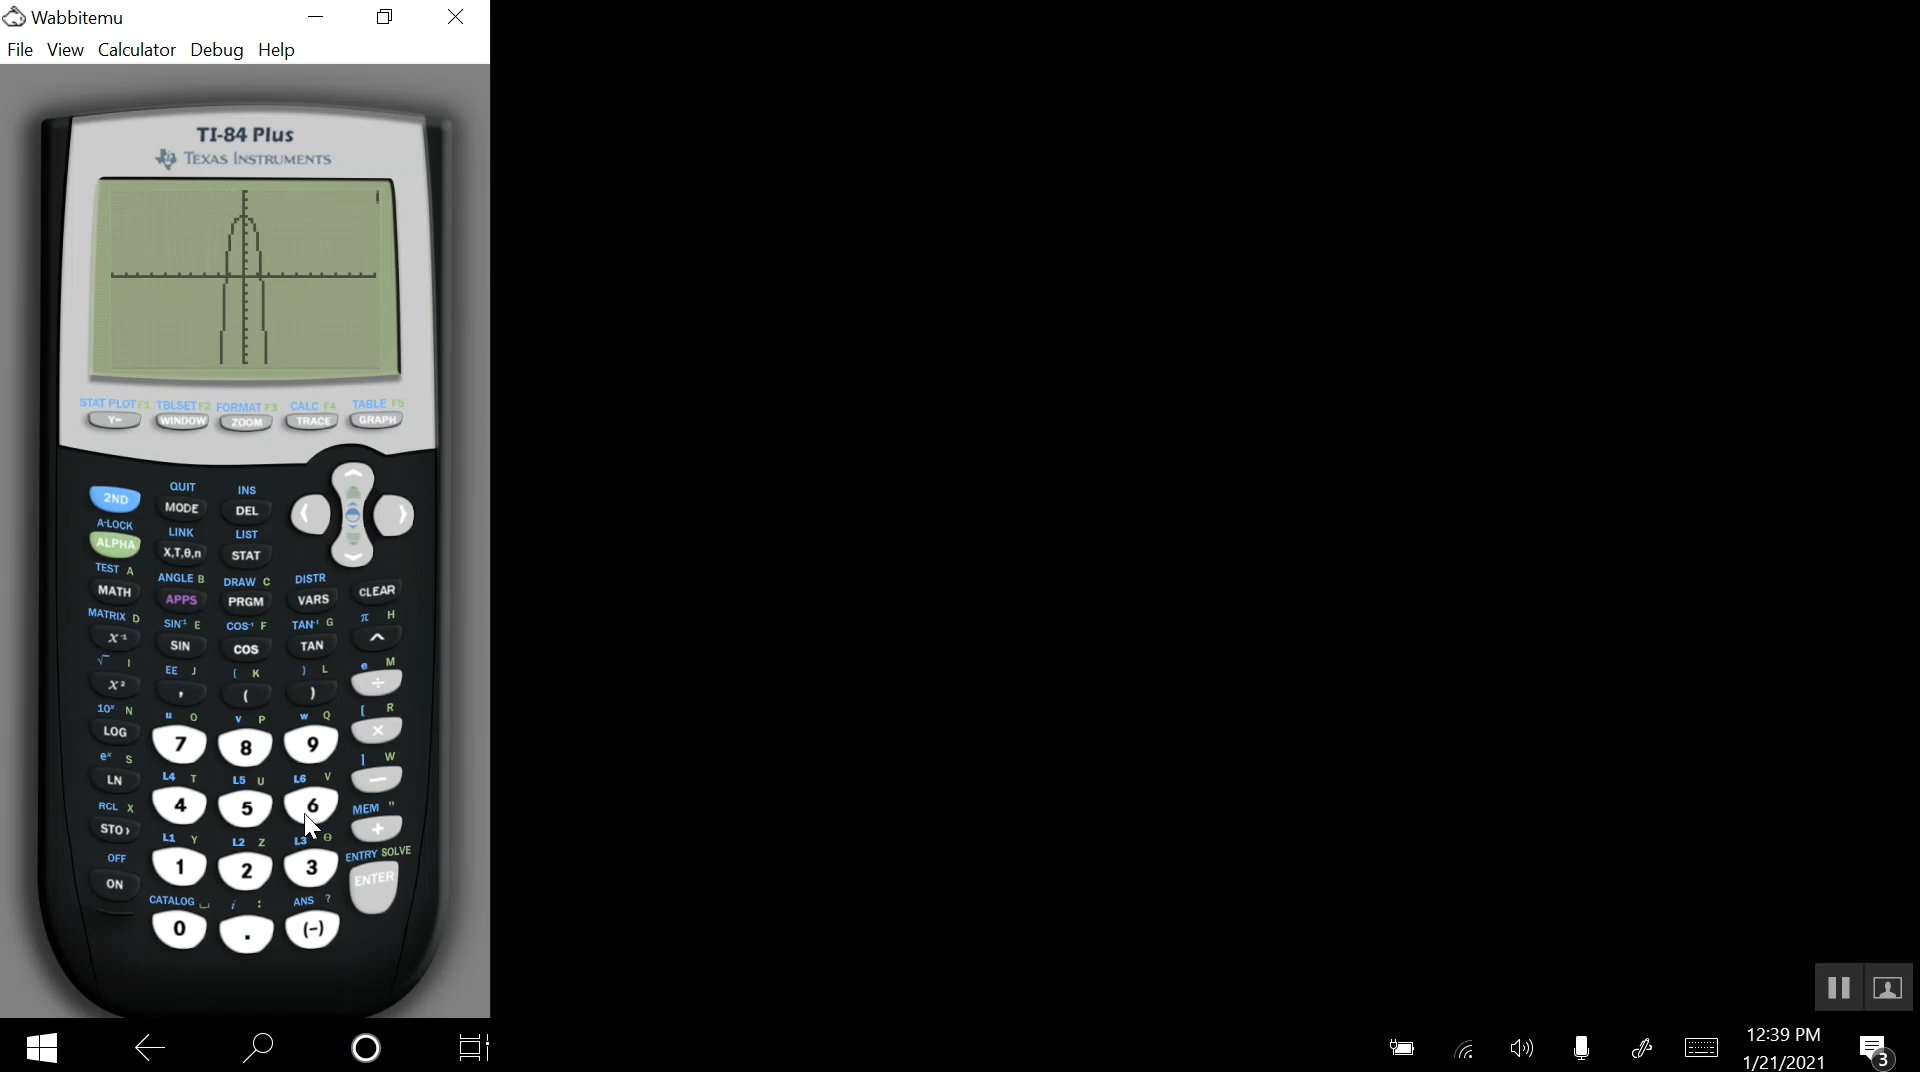 Wabbitemu
File View Calculator Debug Help
TI-84 Plus
TEXAS INSTRUMENTS
STAT PLOT F1 TBLSET F2 FORMAT F3 CALC F4 TABLE F5
Y= WINDOW ZOOM TRACE GRAPH
QUIT INS
2ND MODE DEL
A-LOCK LINK LIST
ALPHA X,T,θ,n STAT
TEST A ANGLE B DRAW C DISTR
MATH APPS PRGM VARS CLEAR
MATRIX D SIN⁻¹ E COS⁻¹ F TAN⁻¹ G π H
x⁻¹ SIN COS TAN ^
√ I EE J { K } L e M
x² , ( ) ÷
10ˣ N u O v P w Q [ R
LOG 7 8 9 ×
eˣ S L4 T L5 U L6 V ] W
LN 4 5 6 −
RCL X L1 Y L2 Z L3 θ MEM "
STO› 1 2 3 +
OFF CATALOG ⎵ i : ANS ? ENTRY SOLVE
ON 0 . (-) ENTER
12:39 PM
1/21/2021
3